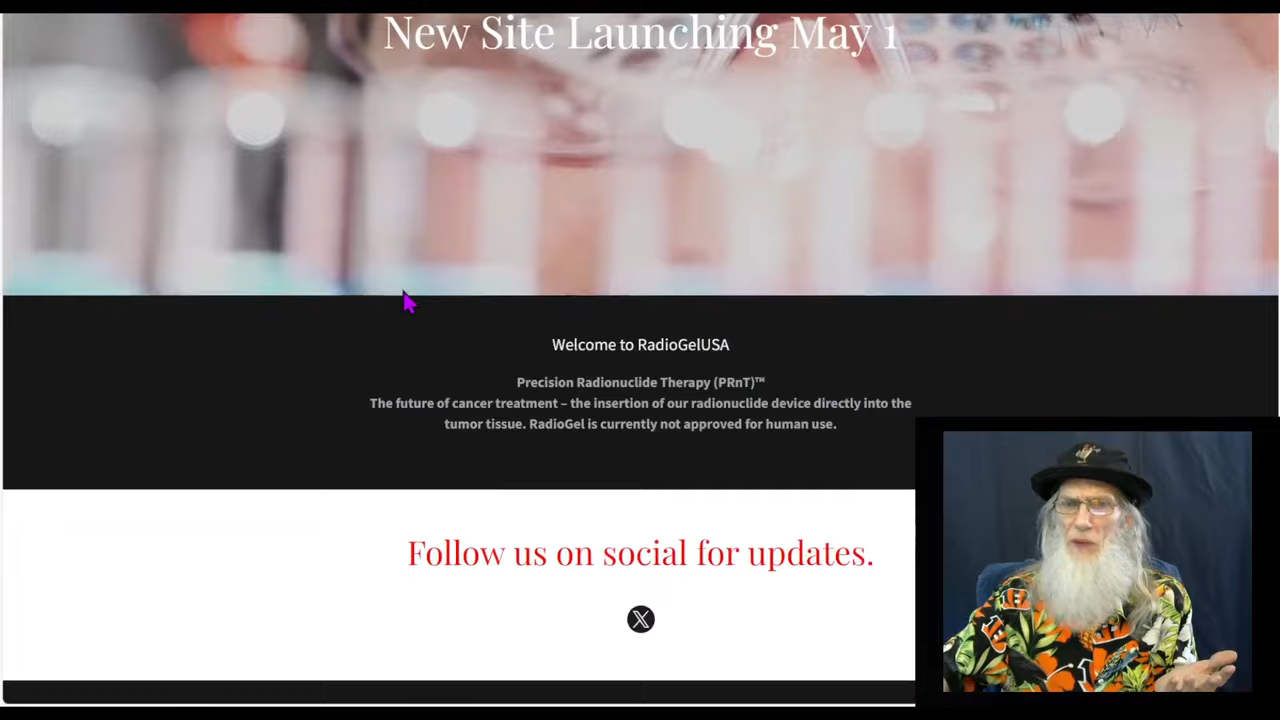 New Site Launching May 1
Welcome to RadioGelUSA
Precision Radionuclide Therapy (PRnT)™
The future of cancer treatment – the insertion of our radionuclide device directly into the
tumor tissue. RadioGel is currently not approved for human use.
Follow us on social for updates.